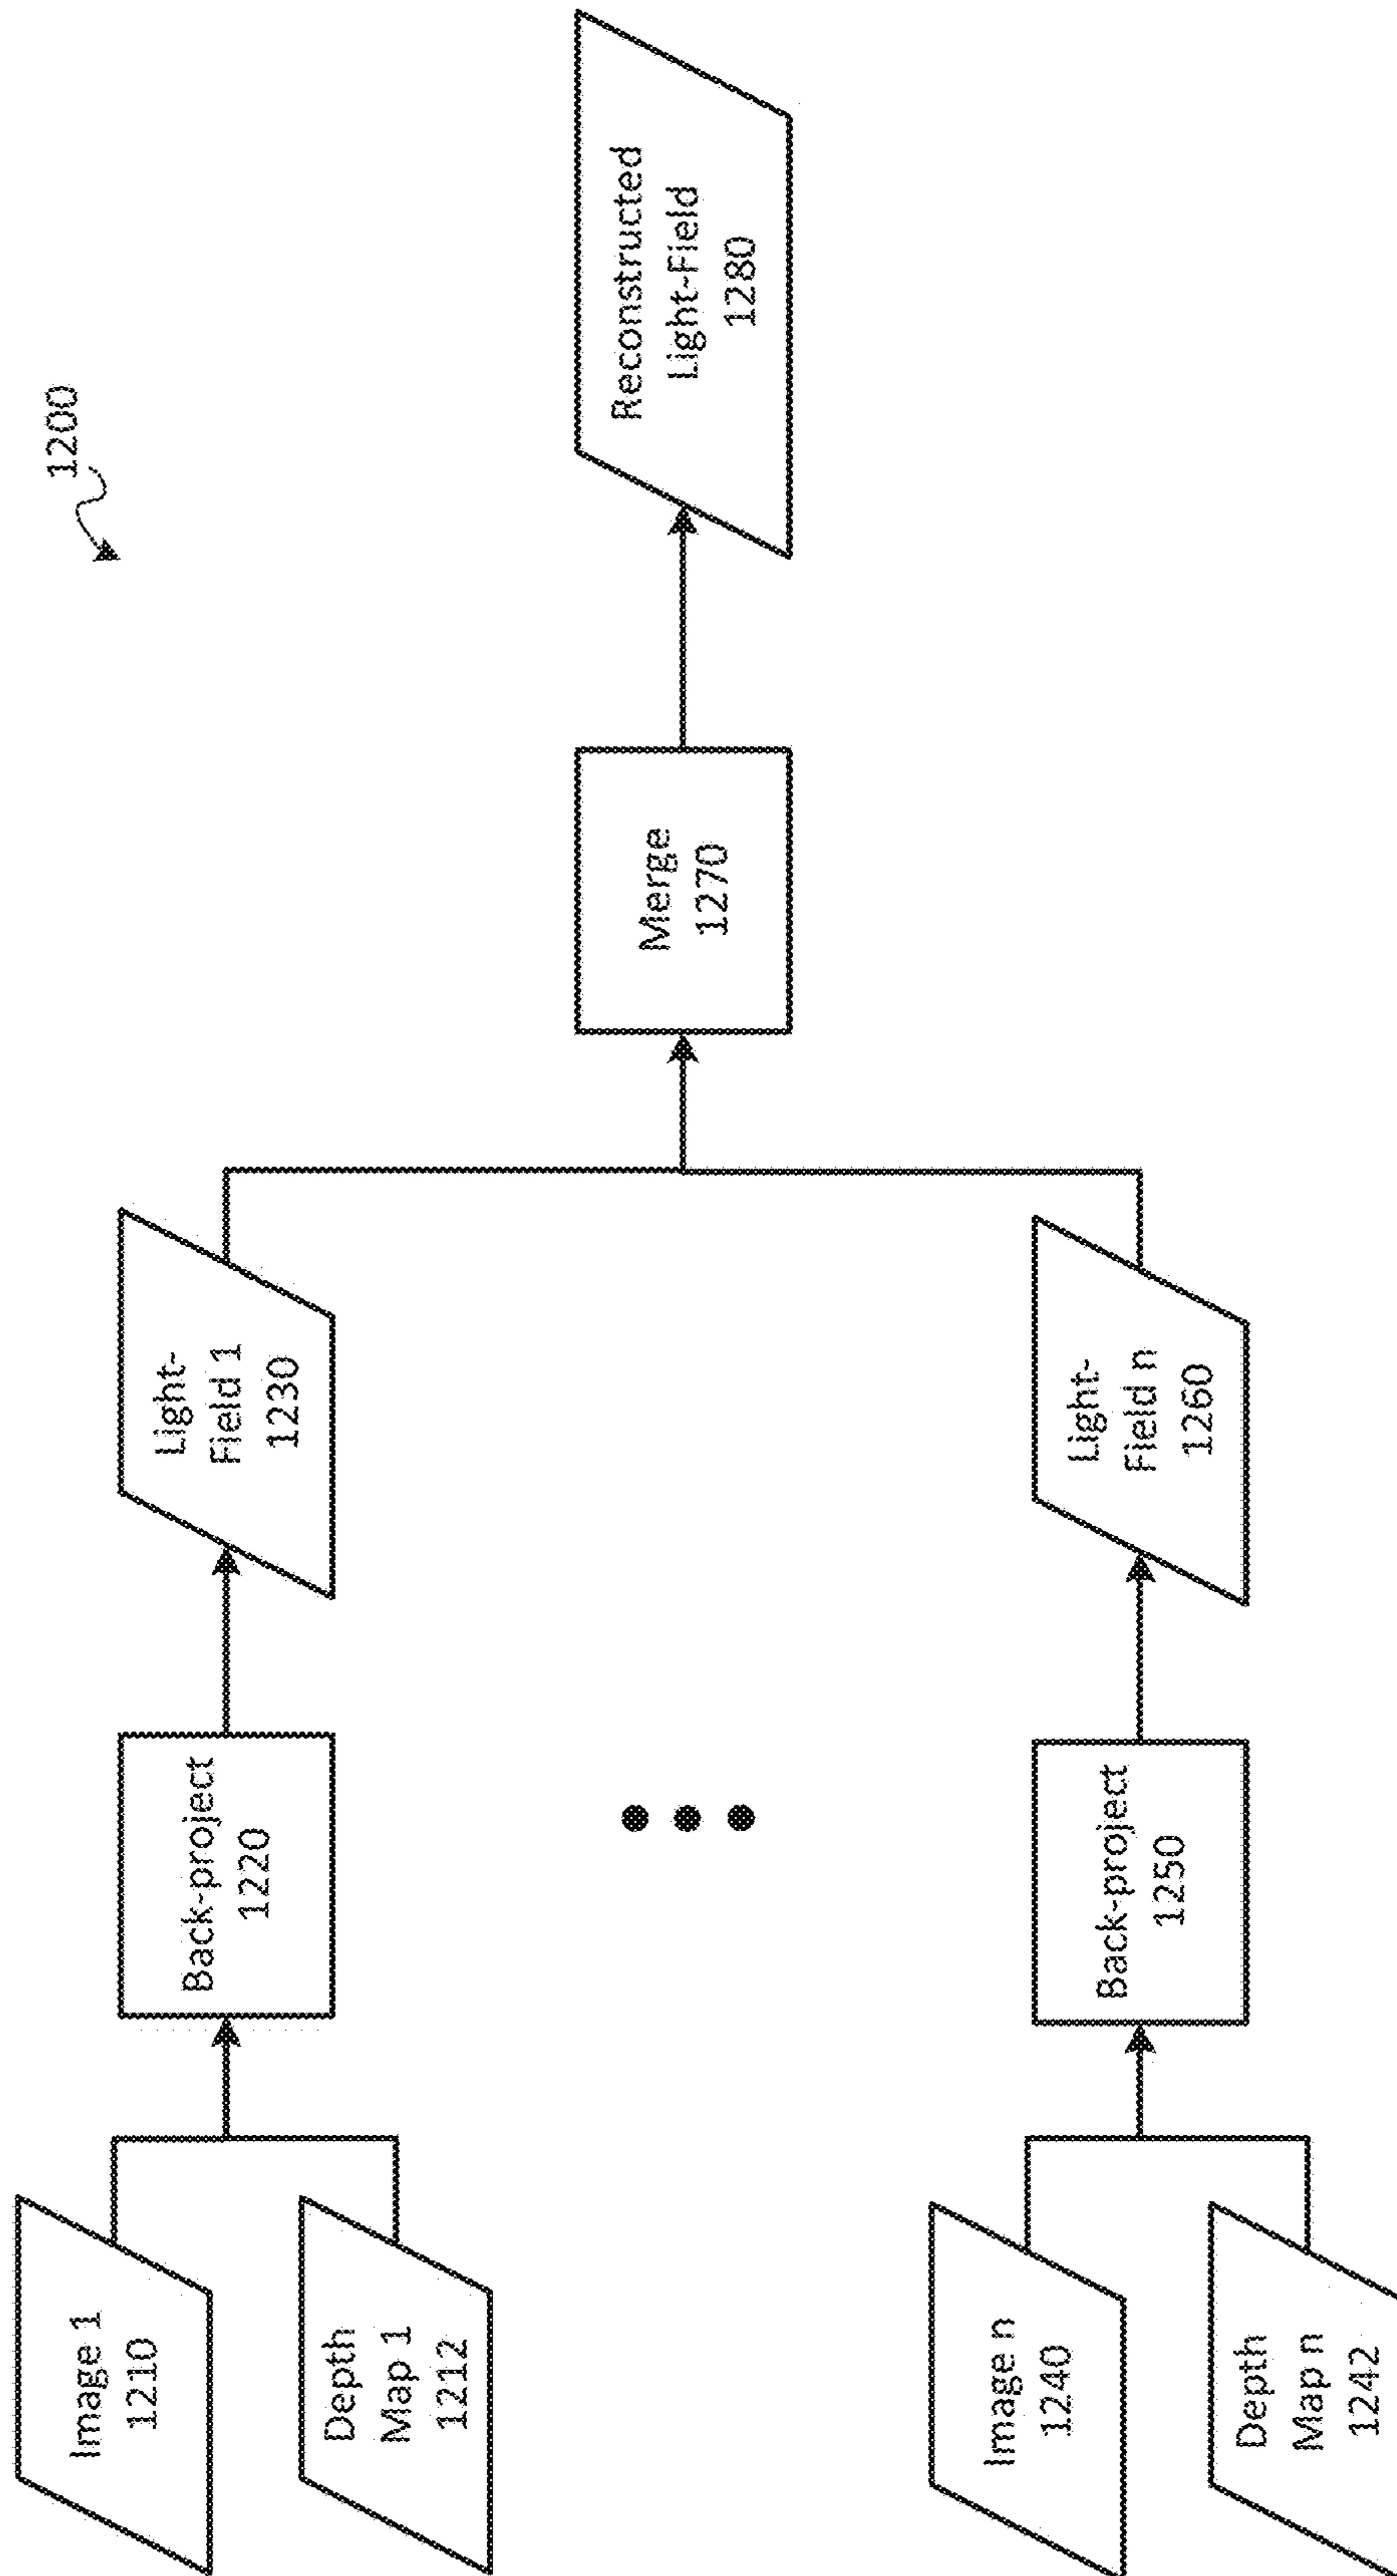 1200
Image 1
1210
Depth
Map 1
1212
Back-project
1220
Light-
Field 1
1230
Image n
1240
Depth
Map n
1242
Back-project
1250
Light-
Field n
1260
Merge
1270
Reconstructed
Light-Field
1280